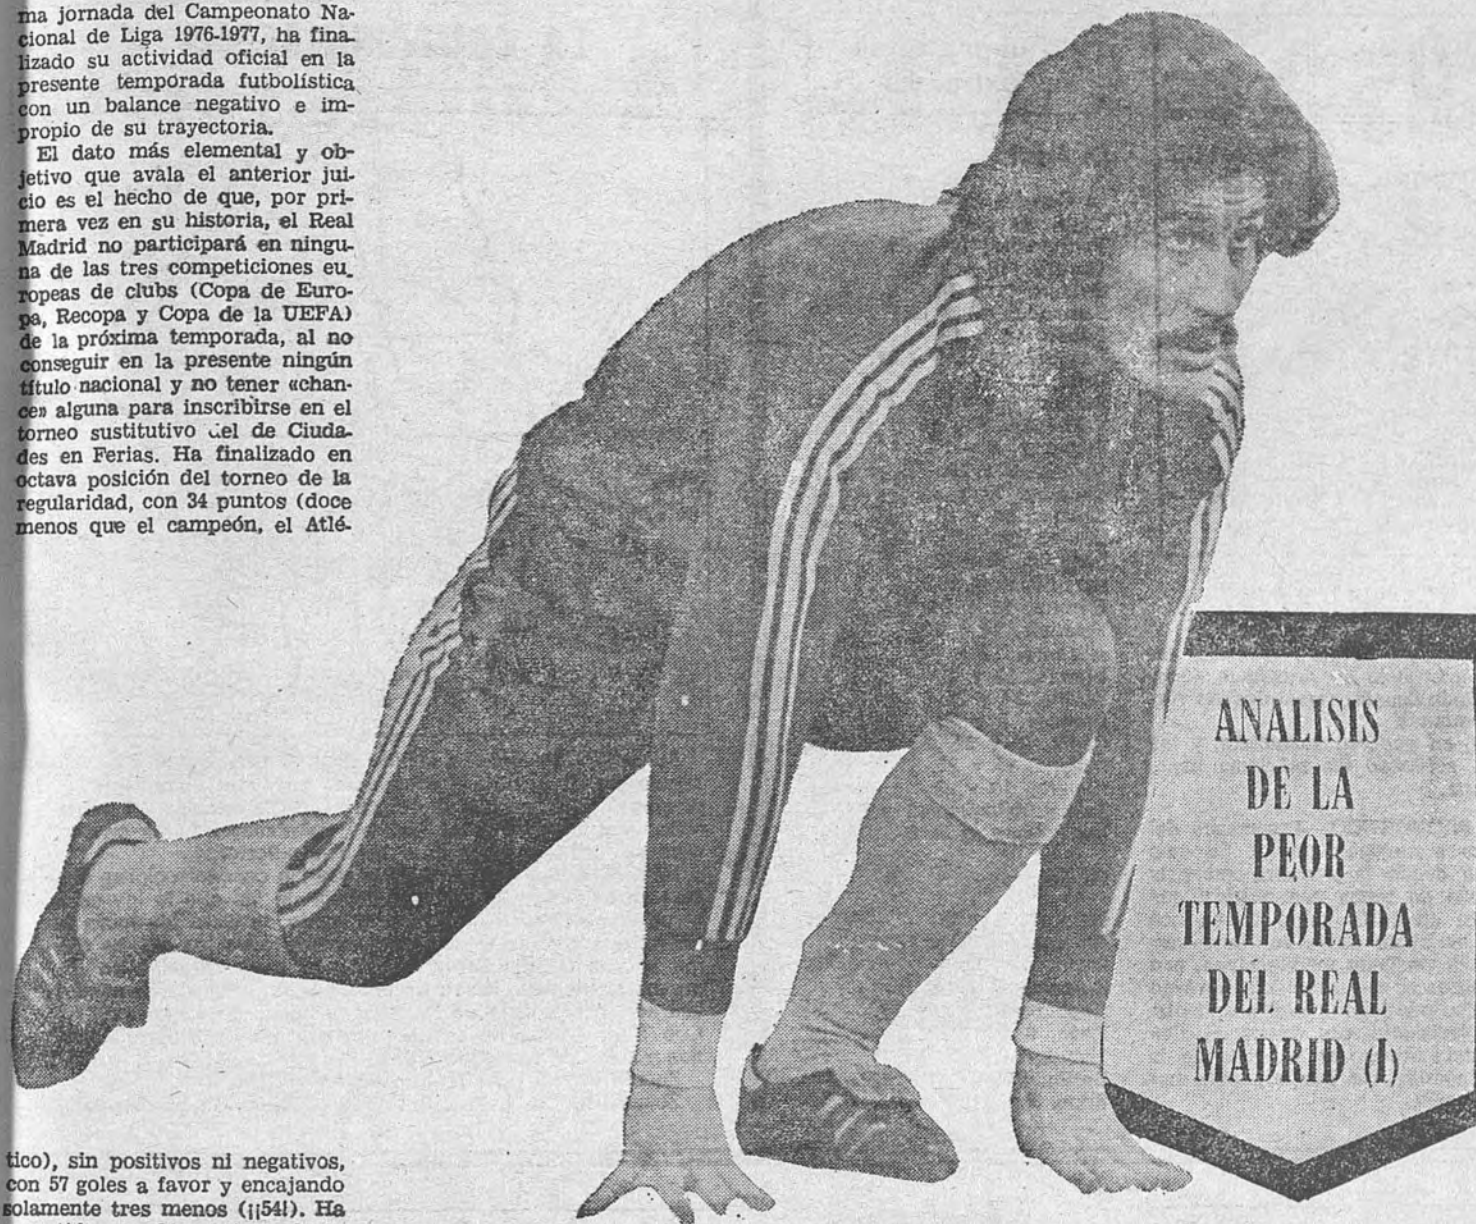 ma jornada del Campeonato Na-
cional de Liga 1976-1977, ha fina-
lizado su actividad oficial en la
presente temporada futbolística
con un balance negativo e im-
propio de su trayectoria.
El dato más elemental y ob-
jetivo que avala el anterior jui-
cio es el hecho de que, por pri-
mera vez en su historia, el Real
Madrid no participará en ningu-
na de las tres competiciones eu-
ropeas de clubs (Copa de Euro-
pa, Recopa y Copa de la UEFA)
de la próxima temporada, al no
conseguir en la presente ningún
título nacional y no tener «chan-
ce» alguna para inscribirse en el
torneo sustitutivo del de Ciuda-
des en Ferias. Ha finalizado en
octava posición del torneo de la
regularidad, con 34 puntos (doce
menos que el campeón, el Atlé-
tico), sin positivos ni negativos,
con 57 goles a favor y encajando
solamente tres menos (¡¡54!). Ha
ANALISIS
DE LA
PEOR
TEMPORADA
DEL REAL
MADRID (I)